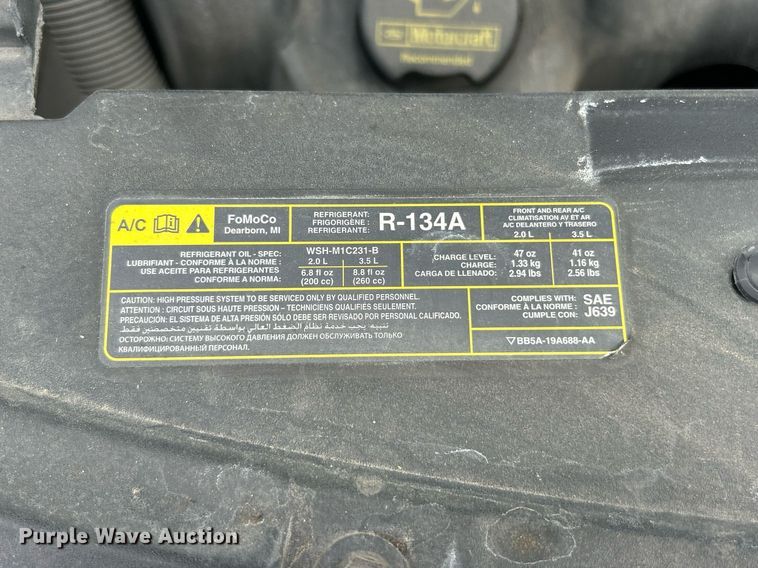 Ford Motorcraft
Recommended
A/C
FoMoCo
Dearborn, MI
REFRIGERANT:
FRIGORIGÈNE :
REFRIGERANTE:
R-134A
FRONT AND REAR A/C
CLIMATISATION AV ET AR
A/C DELANTERO Y TRASERO
2.0 L 3.5 L
REFRIGERANT OIL - SPEC:
LUBRIFIANT - CONFORME À LA NORME :
USE ACEITE PARA REFRIGERANTES
CONFORME A NORMA:
WSH-M1C231-B
2.0 L 3.5 L
6.8 fl oz 8.8 fl oz
(200 cc) (260 cc)
CHARGE LEVEL:
CHARGE:
CARGA DE LLENADO:
47 oz 41 oz
1.33 kg 1.16 kg
2.94 lbs 2.56 lbs
CAUTION: HIGH PRESSURE SYSTEM TO BE SERVICED ONLY BY QUALIFIED PERSONNEL.
ATTENTION : CIRCUIT SOUS HAUTE PRESSION – TECHNICIENS QUALIFIÉS SEULEMENT.
PRECAUCIÓN: EL SISTEMA DE ALTA PRESIÓN DEBE SER REVISADO POR PERSONAL CALIFICADO.
تنبيه: يجب خدمة نظام الضغط العالي بواسطة تقنيين متخصصين فقط
ОСТОРОЖНО: СИСТЕМУ ВЫСОКОГО ДАВЛЕНИЯ ДОЛЖЕН ОБСЛУЖИВАТЬ ТОЛЬКО
КВАЛИФИЦИРОВАННЫЙ ПЕРСОНАЛ.
COMPLIES WITH:
CONFORME À LA NORME :
CUMPLE CON:
SAE
J639
BB5A-19A688-AA
Purple Wave Auction